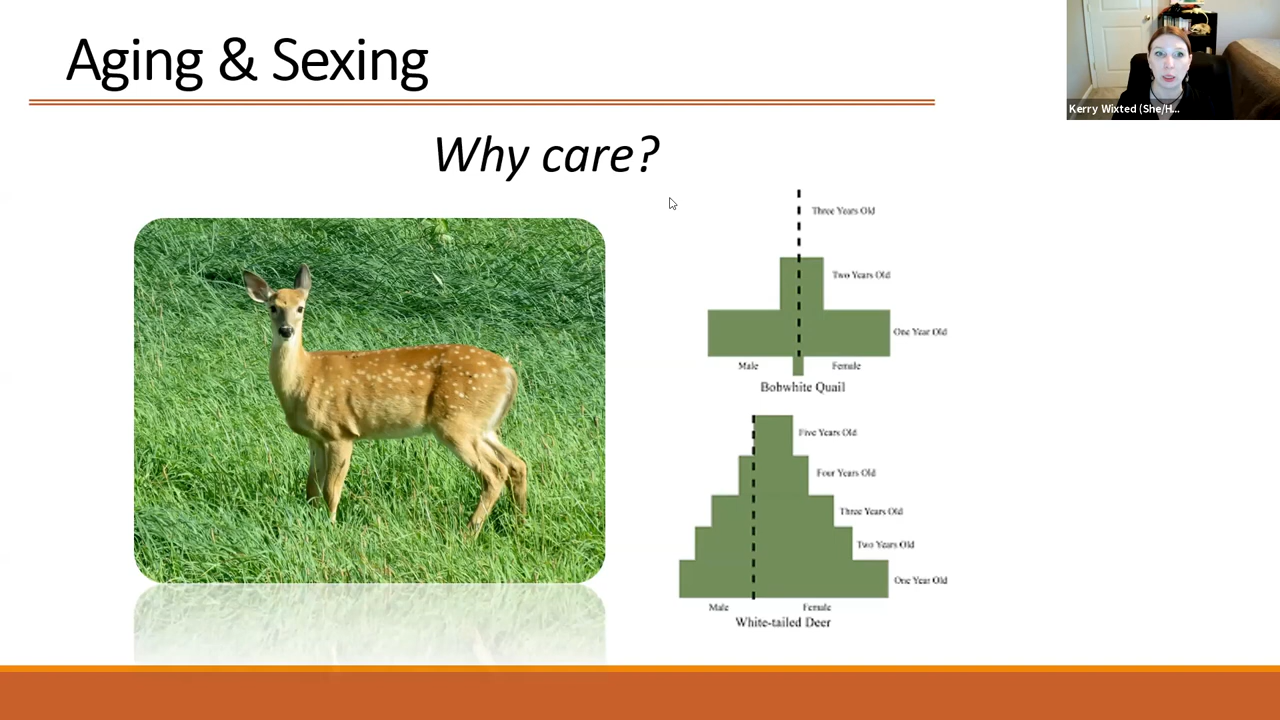 Aging & Sexing
Kerry Wixted (She/H...
Why care?
Three Years Old
Two Years Old
One Year Old
Male
Female
Bobwhite Quail
Five Years Old
Four Years Old
Three Years Old
Two Years Old
One Year Old
Male
Female
White-tailed Deer